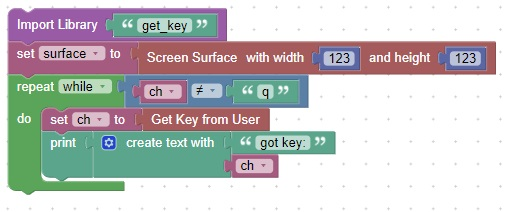 Import Library “ get_key ”
set surface to Screen Surface with width 123 and height 123
repeat while ch ≠ “ q ”
do set ch to Get Key from User
print create text with “ got key: ”
ch